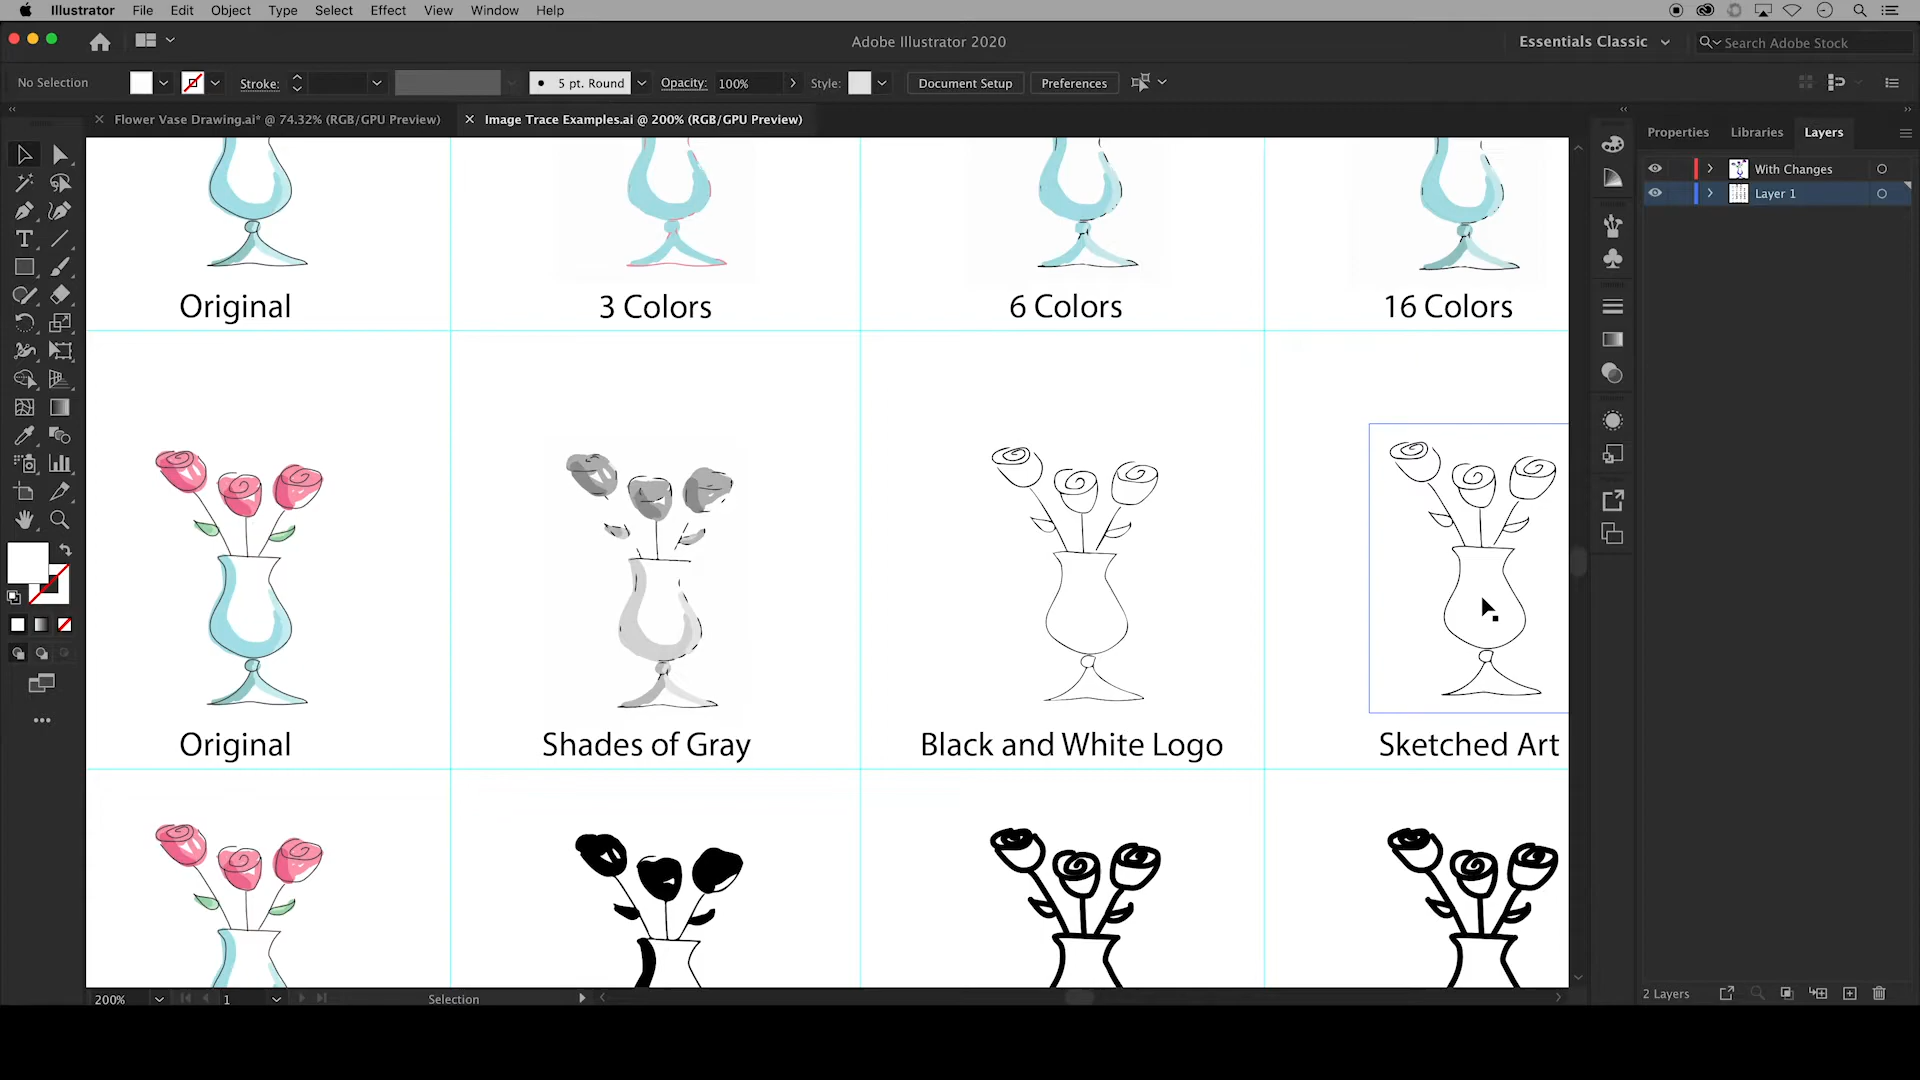 Illustrator File Edit Object Type Select Effect View Window Help
Adobe Illustrator 2020
Essentials Classic
Search Adobe Stock
No Selection
Stroke:
5 pt. Round
Opacity: 100%
Style:
Document Setup
Preferences
Flower Vase Drawing.ai* @ 74.32% (RGB/GPU Preview)
Image Trace Examples.ai @ 200% (RGB/GPU Preview)
Properties Libraries Layers
With Changes
Layer 1
Original
3 Colors
6 Colors
16 Colors
Original
Shades of Gray
Black and White Logo
Sketched Art
200%
1
Selection
2 Layers